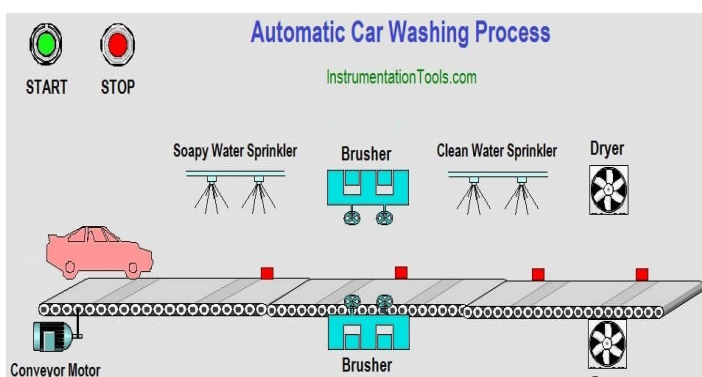 Automatic Car Washing Process
InstrumentationTools.com
START STOP
Soapy Water Sprinkler Brusher Clean Water Sprinkler Dryer
Conveyor Motor
Brusher